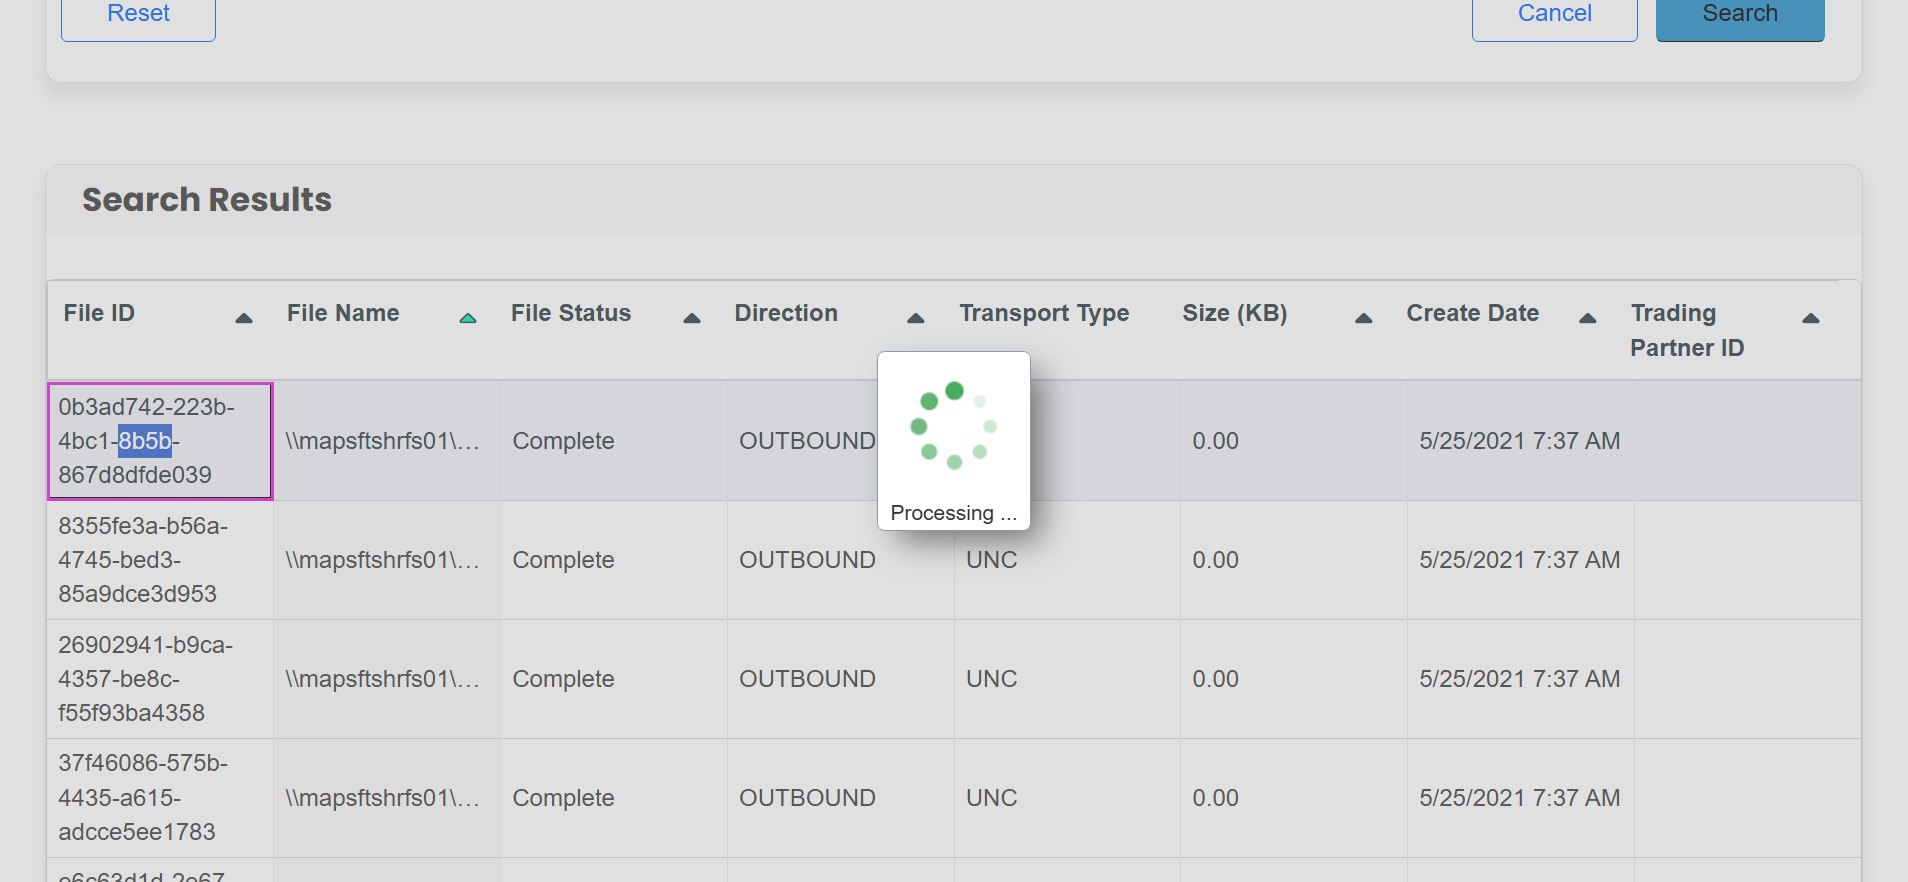 Reset
Cancel
Search
Search Results
File ID
File Name
File Status
Direction
Transport Type
Size (KB)
Create Date
Trading
Partner ID
0b3ad742-223b-
4bc1-8b5b-
867d8dfde039
\\mapsftshrfs01\...
Complete
OUTBOUND
0.00
5/25/2021 7:37 AM
Processing ...
8355fe3a-b56a-
4745-bed3-
85a9dce3d953
\\mapsftshrfs01\...
Complete
OUTBOUND
UNC
0.00
5/25/2021 7:37 AM
26902941-b9ca-
4357-be8c-
f55f93ba4358
\\mapsftshrfs01\...
Complete
OUTBOUND
UNC
0.00
5/25/2021 7:37 AM
37f46086-575b-
4435-a615-
adcce5ee1783
\\mapsftshrfs01\...
Complete
OUTBOUND
UNC
0.00
5/25/2021 7:37 AM